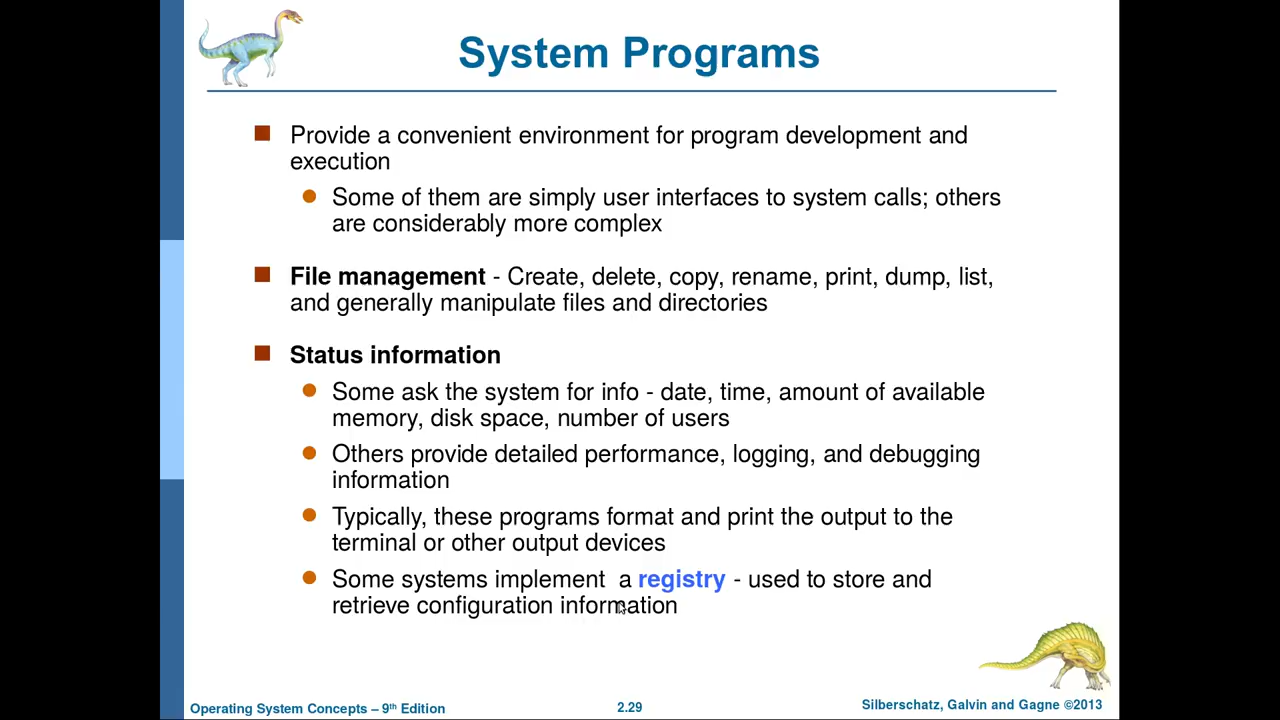 System Programs
Provide a convenient environment for program development and
execution
Some of them are simply user interfaces to system calls; others
are considerably more complex
File management - Create, delete, copy, rename, print, dump, list,
and generally manipulate files and directories
Status information
Some ask the system for info - date, time, amount of available
memory, disk space, number of users
Others provide detailed performance, logging, and debugging
information
Typically, these programs format and print the output to the
terminal or other output devices
Some systems implement  a registry - used to store and
retrieve configuration information
Operating System Concepts – 9th Edition
2.29
Silberschatz, Galvin and Gagne ©2013